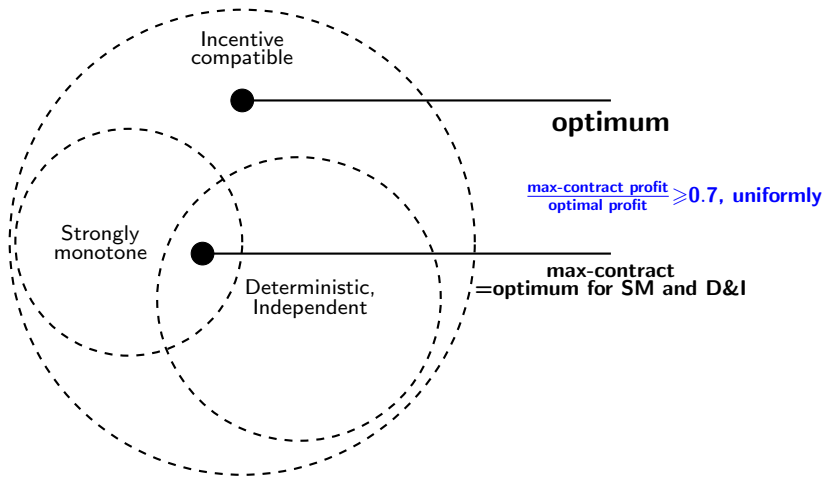 Incentive
compatible
optimum
max-contract profit
optimal profit
⩾0.7, uniformly
Strongly
monotone
max-contract
=optimum for SM and D&I
Deterministic,
Independent